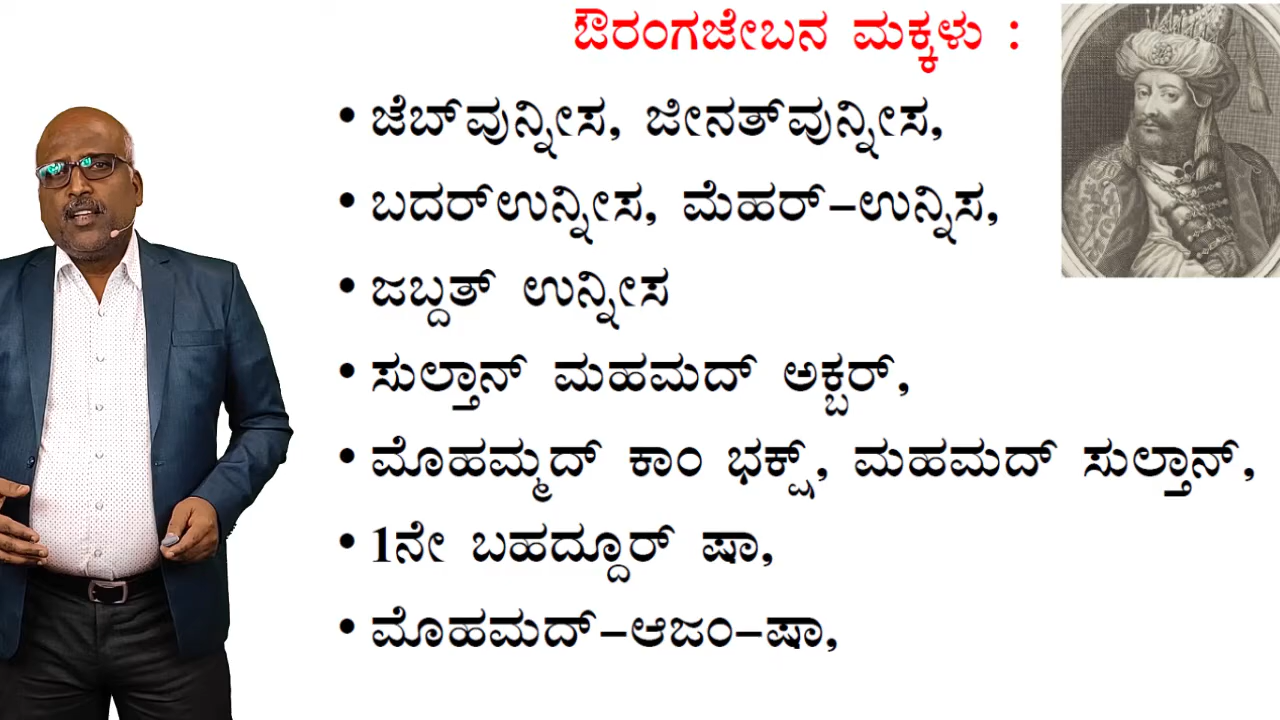 ಔರಂಗಜೇಬನ ಮಕ್ಕಳು :
• ಜೆಬ್‌ವುನ್ನೀಸ, ಜೀನತ್‌ವುನ್ನೀಸ,
• ಬದರ್‌ಉನ್ನೀಸ, ಮೆಹರ್-ಉನ್ನಿಸ,
• ಜಬ್ದತ್ ಉನ್ನೀಸ
• ಸುಲ್ತಾನ್ ಮಹಮದ್ ಅಕ್ಬರ್,
• ಮೊಹಮ್ಮದ್ ಕಾಂ ಭಕ್ಷ್, ಮಹಮದ್ ಸುಲ್ತಾನ್,
• 1ನೇ ಬಹದ್ದೂರ್ ಷಾ,
• ಮೊಹಮದ್-ಆಜಂ-ಷಾ,